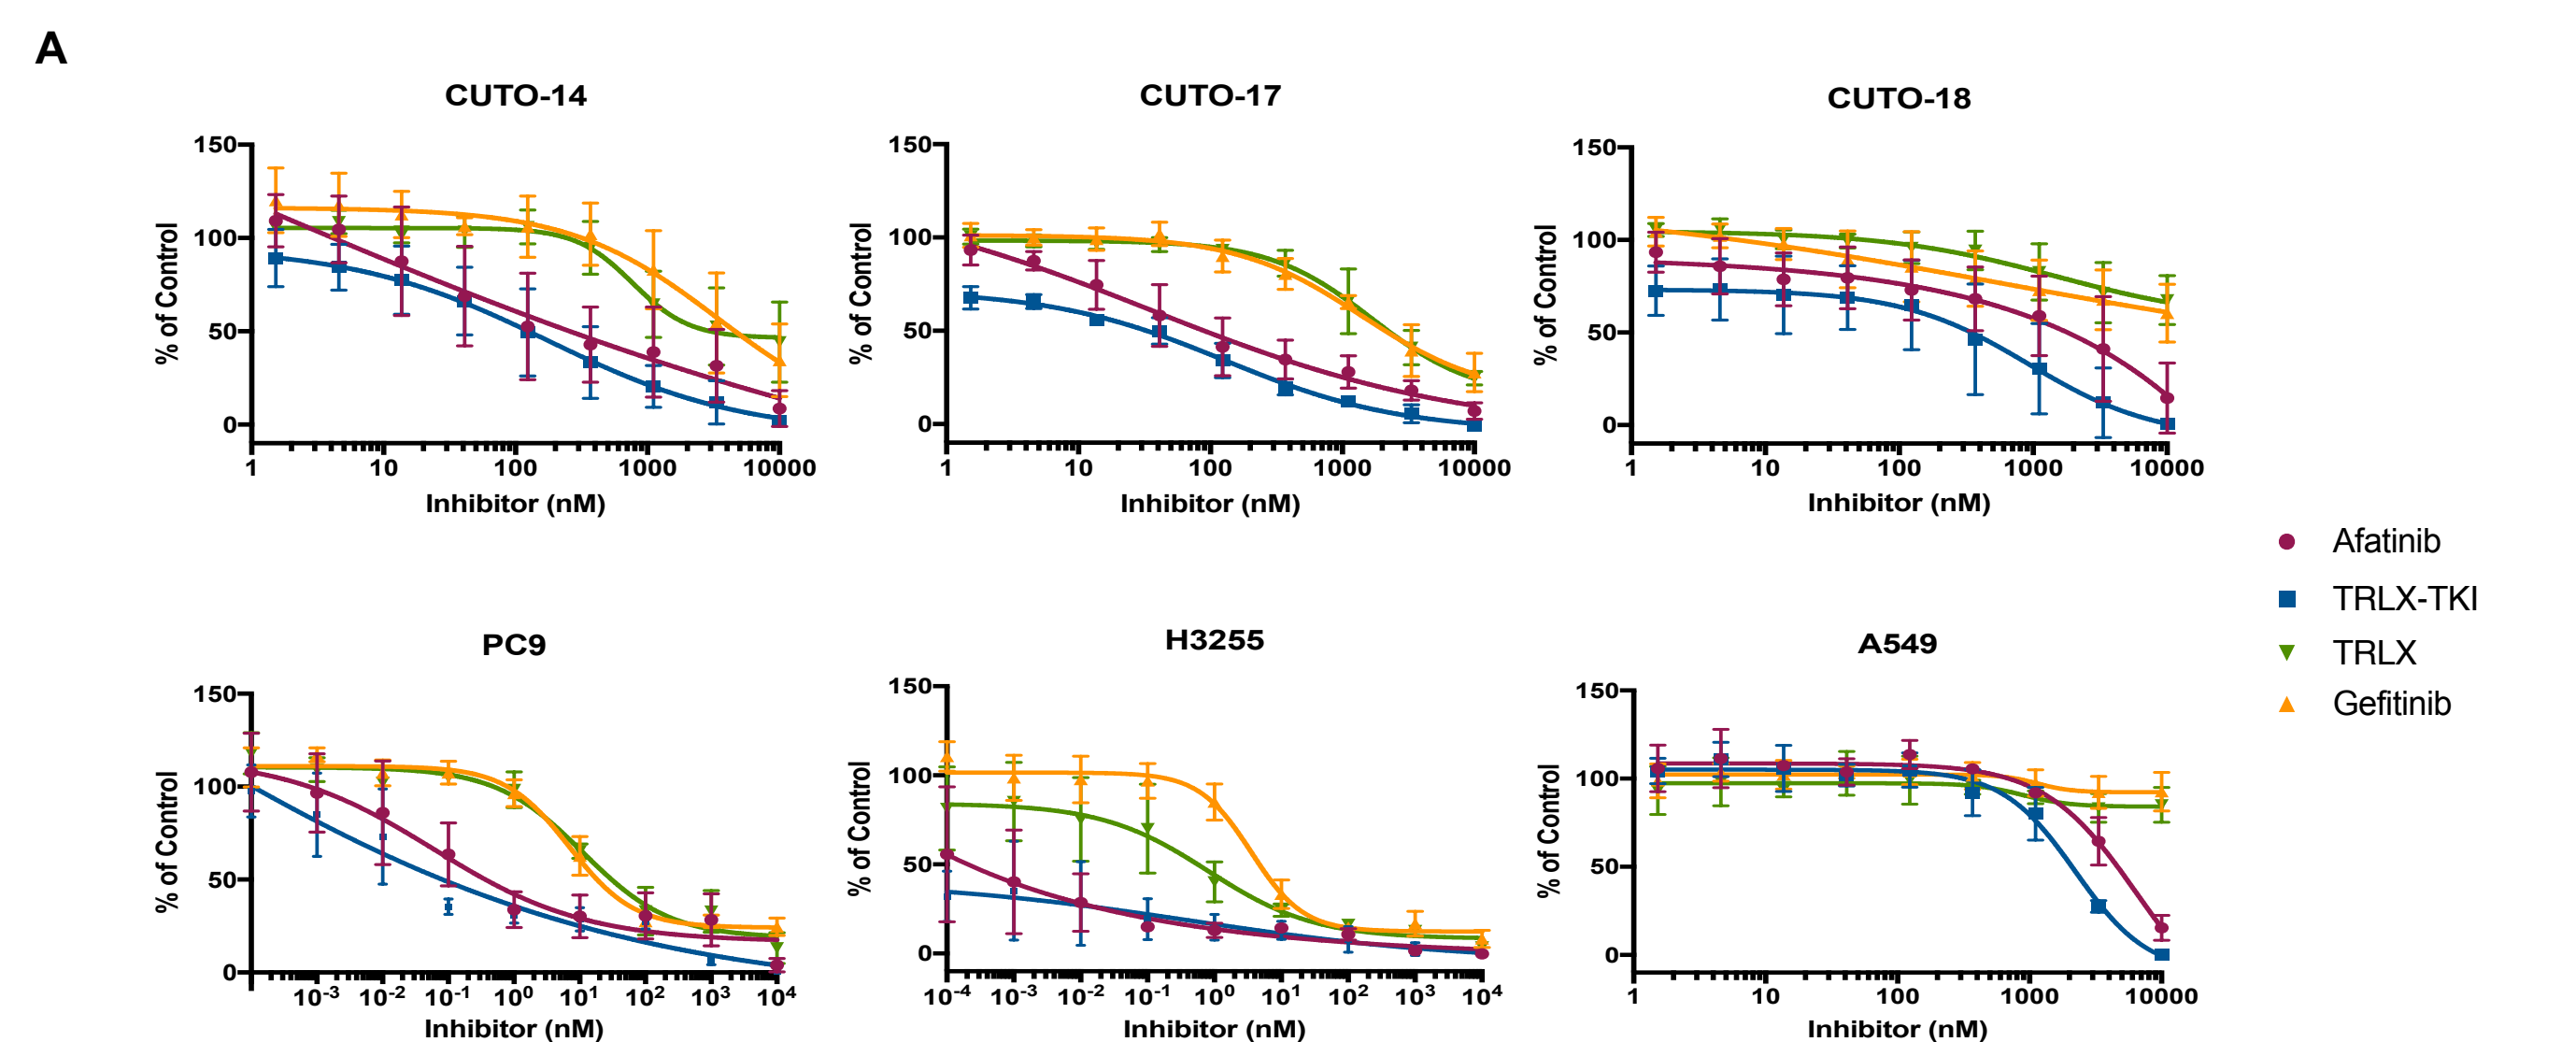 A
CUTO-14
CUTO-17
CUTO-18
% of Control
150
100
50
0
1 10 100 1000 10000
Inhibitor (nM)
% of Control
150
100
50
0
1 10 100 1000 10000
Inhibitor (nM)
% of Control
150
100
50
0
1 10 100 1000 10000
Inhibitor (nM)
Afatinib
TRLX-TKI
TRLX
Gefitinib
PC9
H3255
A549
% of Control
150
100
50
0
10⁻³ 10⁻² 10⁻¹ 10⁰ 10¹ 10² 10³ 10⁴
Inhibitor (nM)
% of Control
150
100
50
0
10⁻⁴ 10⁻³ 10⁻² 10⁻¹ 10⁰ 10¹ 10² 10³ 10⁴
Inhibitor (nM)
% of Control
150
100
50
0
1 10 100 1000 10000
Inhibitor (nM)